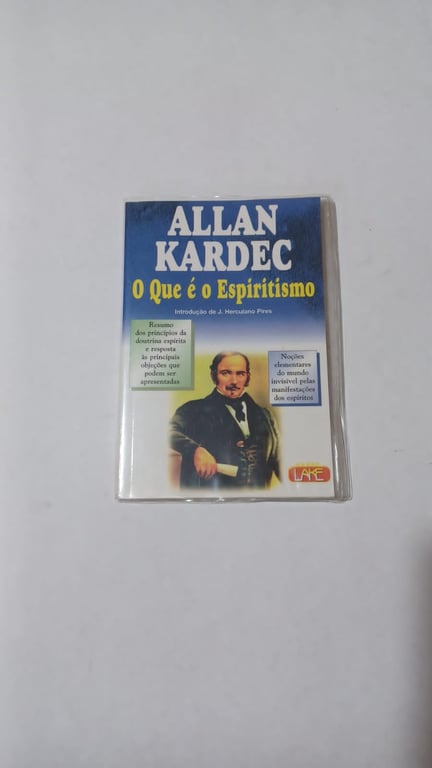 ALLAN
KARDEC
O Que é o Espiritismo
Introdução de J. Herculano Pires
Resumo
dos princípios da
doutrina espírita
e resposta
às principais
objeções que
podem ser
apresentadas
Noções
elementares
do mundo
invisível pelas
manifestações
dos espíritos
LAKE